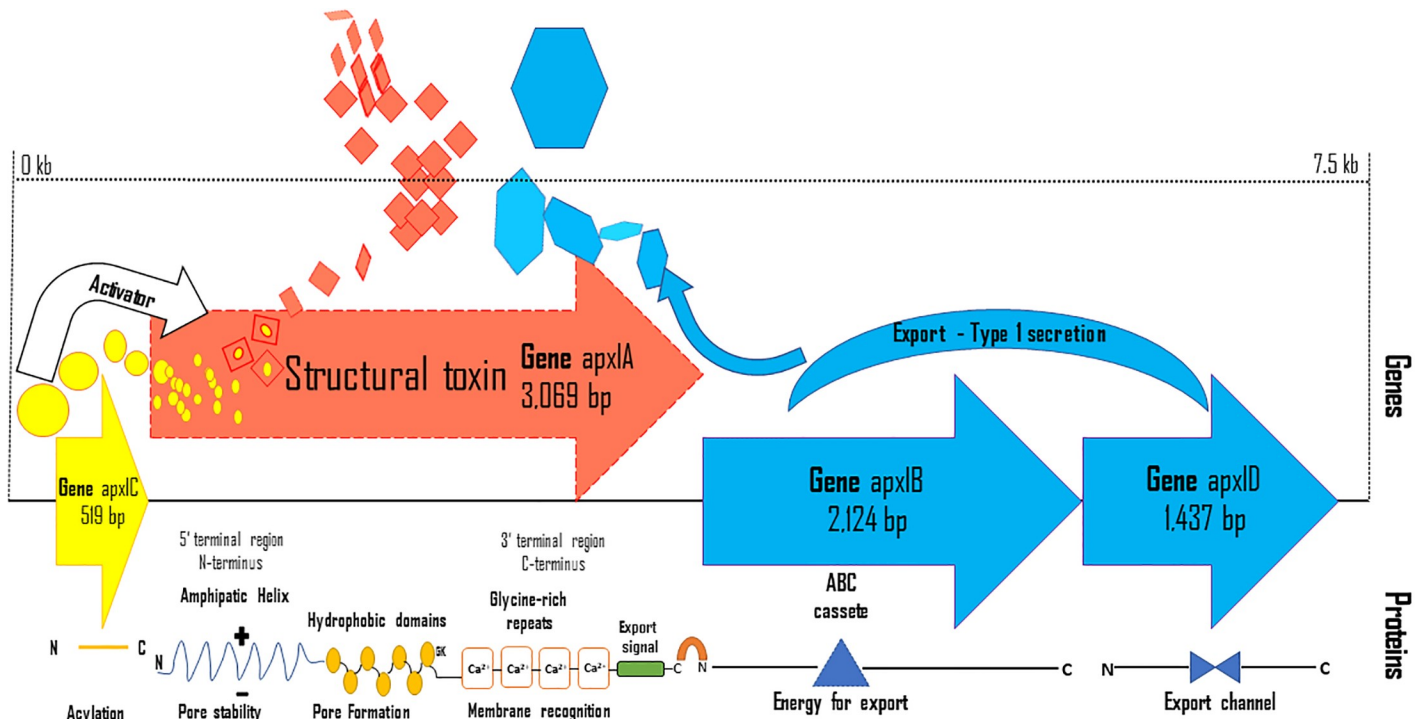 0 kb
7.5 kb
Activator
Export - Type 1 secretion
Structural toxin
Gene apxIA
3,069 bp
Genes
Gene apxIC
519 bp
Gene apxIB
2,124 bp
Gene apxID
1,437 bp
5' terminal region
N-terminus
3' terminal region
C-terminus
Amphipatic Helix
Hydrophobic domains
Glycine-rich
repeats
Export
signal
ABC
cassete
Proteins
N
C
N
+
-
GK
Ca2+
Ca2+
Ca2+
Ca2+
C
N
C
N
C
Acylation
Pore stability
Pore Formation
Membrane recognition
Energy for export
Export channel